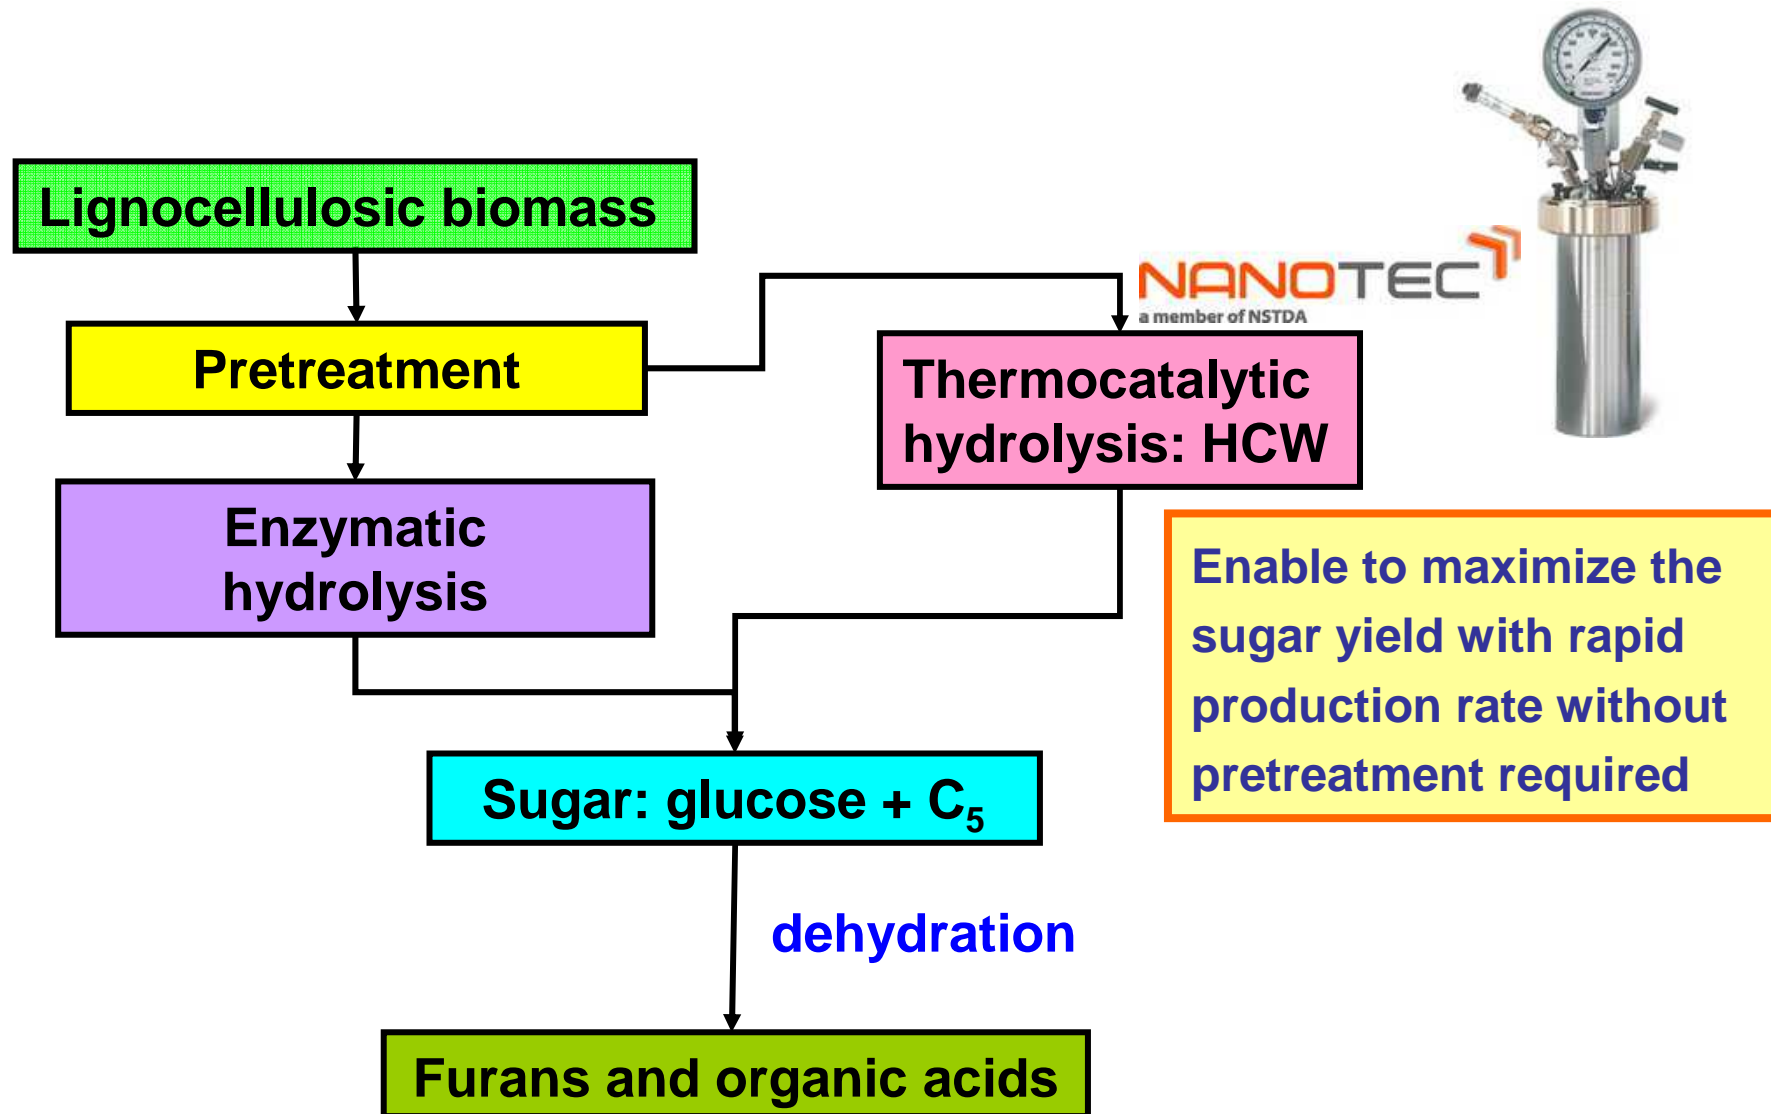 Lignocellulosic biomass
NANOTEC
a member of NSTDA
Pretreatment
Thermocatalytic
hydrolysis: HCW
Enzymatic
hydrolysis
Enable to maximize the
sugar yield with rapid
production rate without
pretreatment required
Sugar: glucose + C₅
dehydration
Furans and organic acids